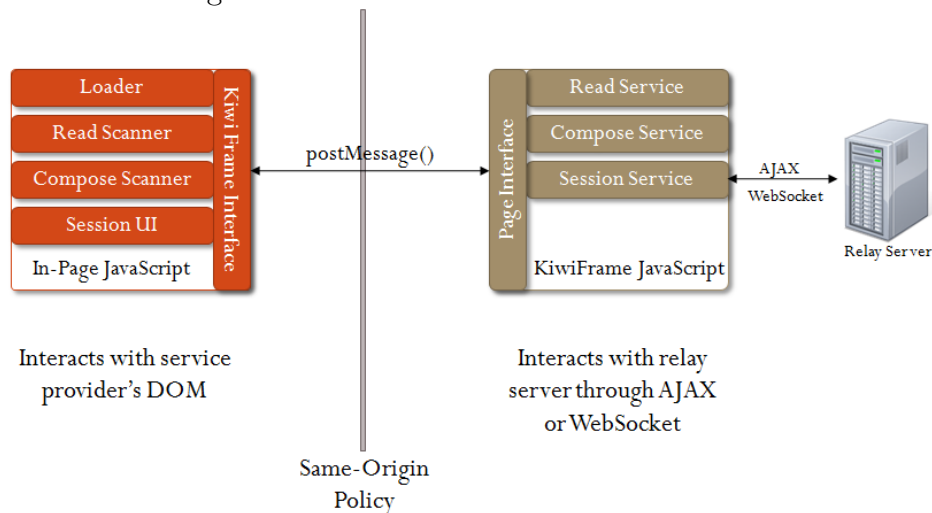 Loader
Read Scanner
Compose Scanner
Session UI
In-Page JavaScript
Kiwi Frame Interface
postMessage()
Page Interface
Read Service
Compose Service
Session Service
KiwiFrame JavaScript
AJAX
WebSocket
Relay Server
Interacts with service
provider's DOM
Interacts with relay
server through AJAX
or WebSocket
Same-Origin
Policy